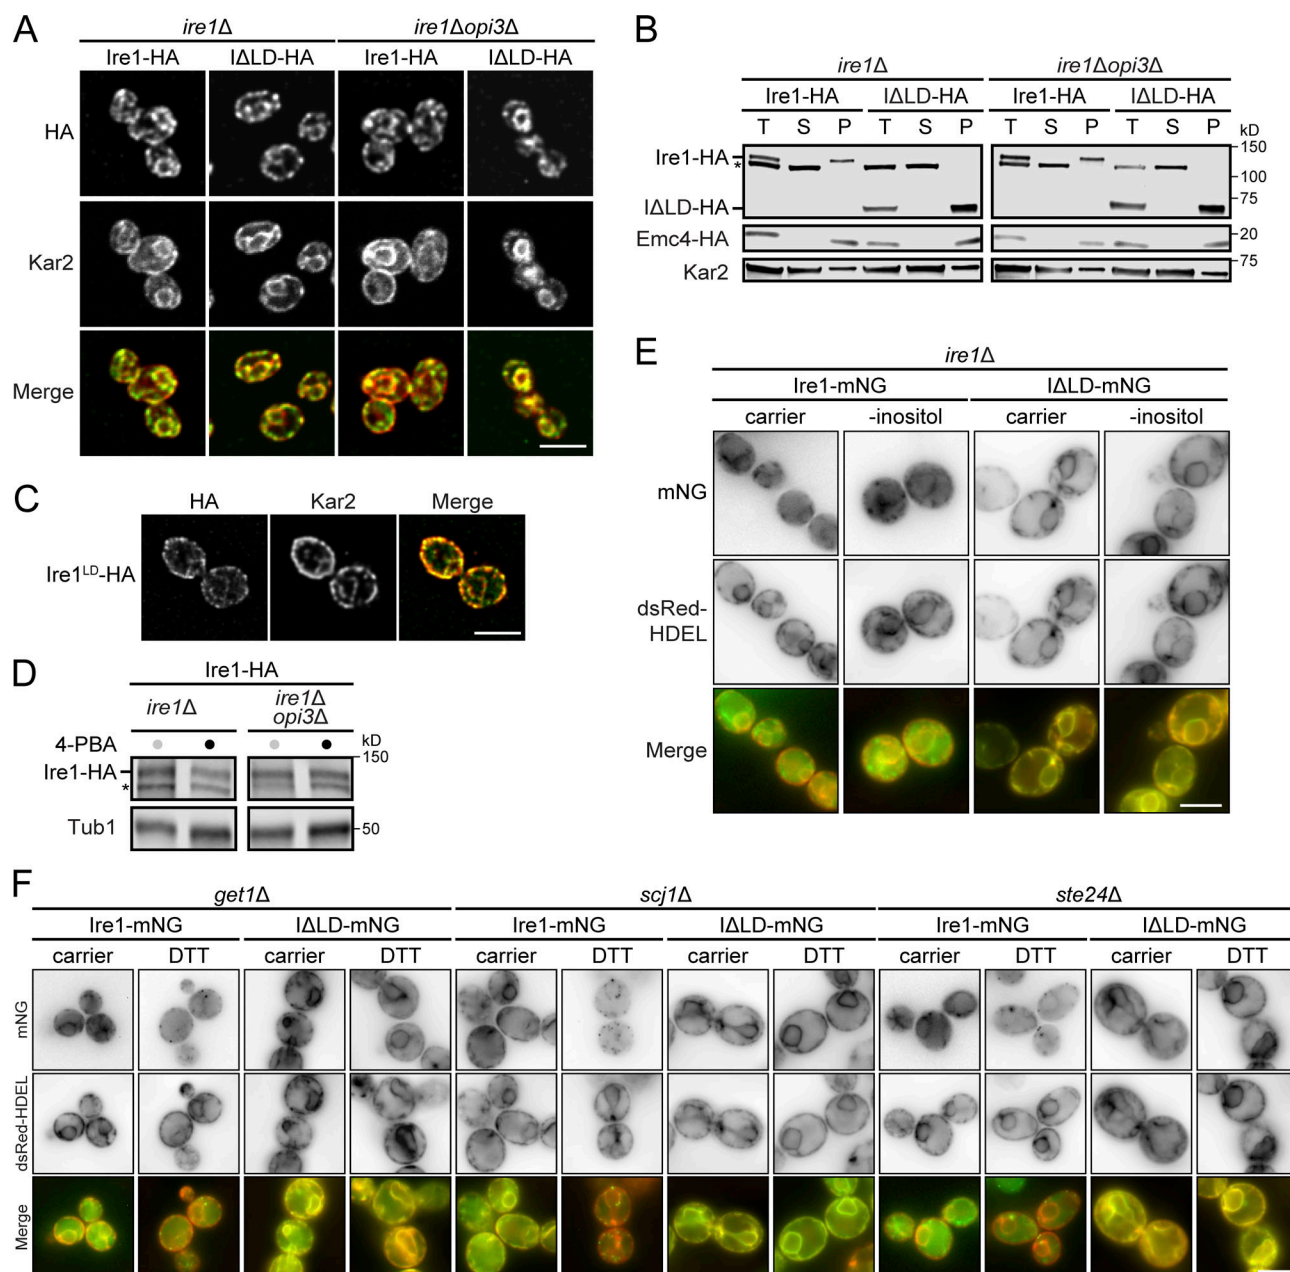 A
ire1Δ
ire1Δopi3Δ
Ire1-HA
IΔLD-HA
Ire1-HA
IΔLD-HA
HA
Kar2
Merge
B
ire1Δ
ire1Δopi3Δ
Ire1-HA
IΔLD-HA
Ire1-HA
IΔLD-HA
T S P T S P
T S P T S P
kD
Ire1-HA
*
IΔLD-HA
Emc4-HA
Kar2
150
100
75
20
75
C
HA
Kar2
Merge
Ire1LD-HA
D
Ire1-HA
ire1Δ
ire1Δ
opi3Δ
4-PBA
kD
Ire1-HA
*
Tub1
150
50
E
ire1Δ
Ire1-mNG
IΔLD-mNG
carrier
-inositol
carrier
-inositol
mNG
dsRed-
HDEL
Merge
F
get1Δ
scj1Δ
ste24Δ
Ire1-mNG
IΔLD-mNG
Ire1-mNG
IΔLD-mNG
Ire1-mNG
IΔLD-mNG
carrier
DTT
carrier
DTT
carrier
DTT
carrier
DTT
carrier
DTT
carrier
DTT
mNG
dsRed-HDEL
Merge